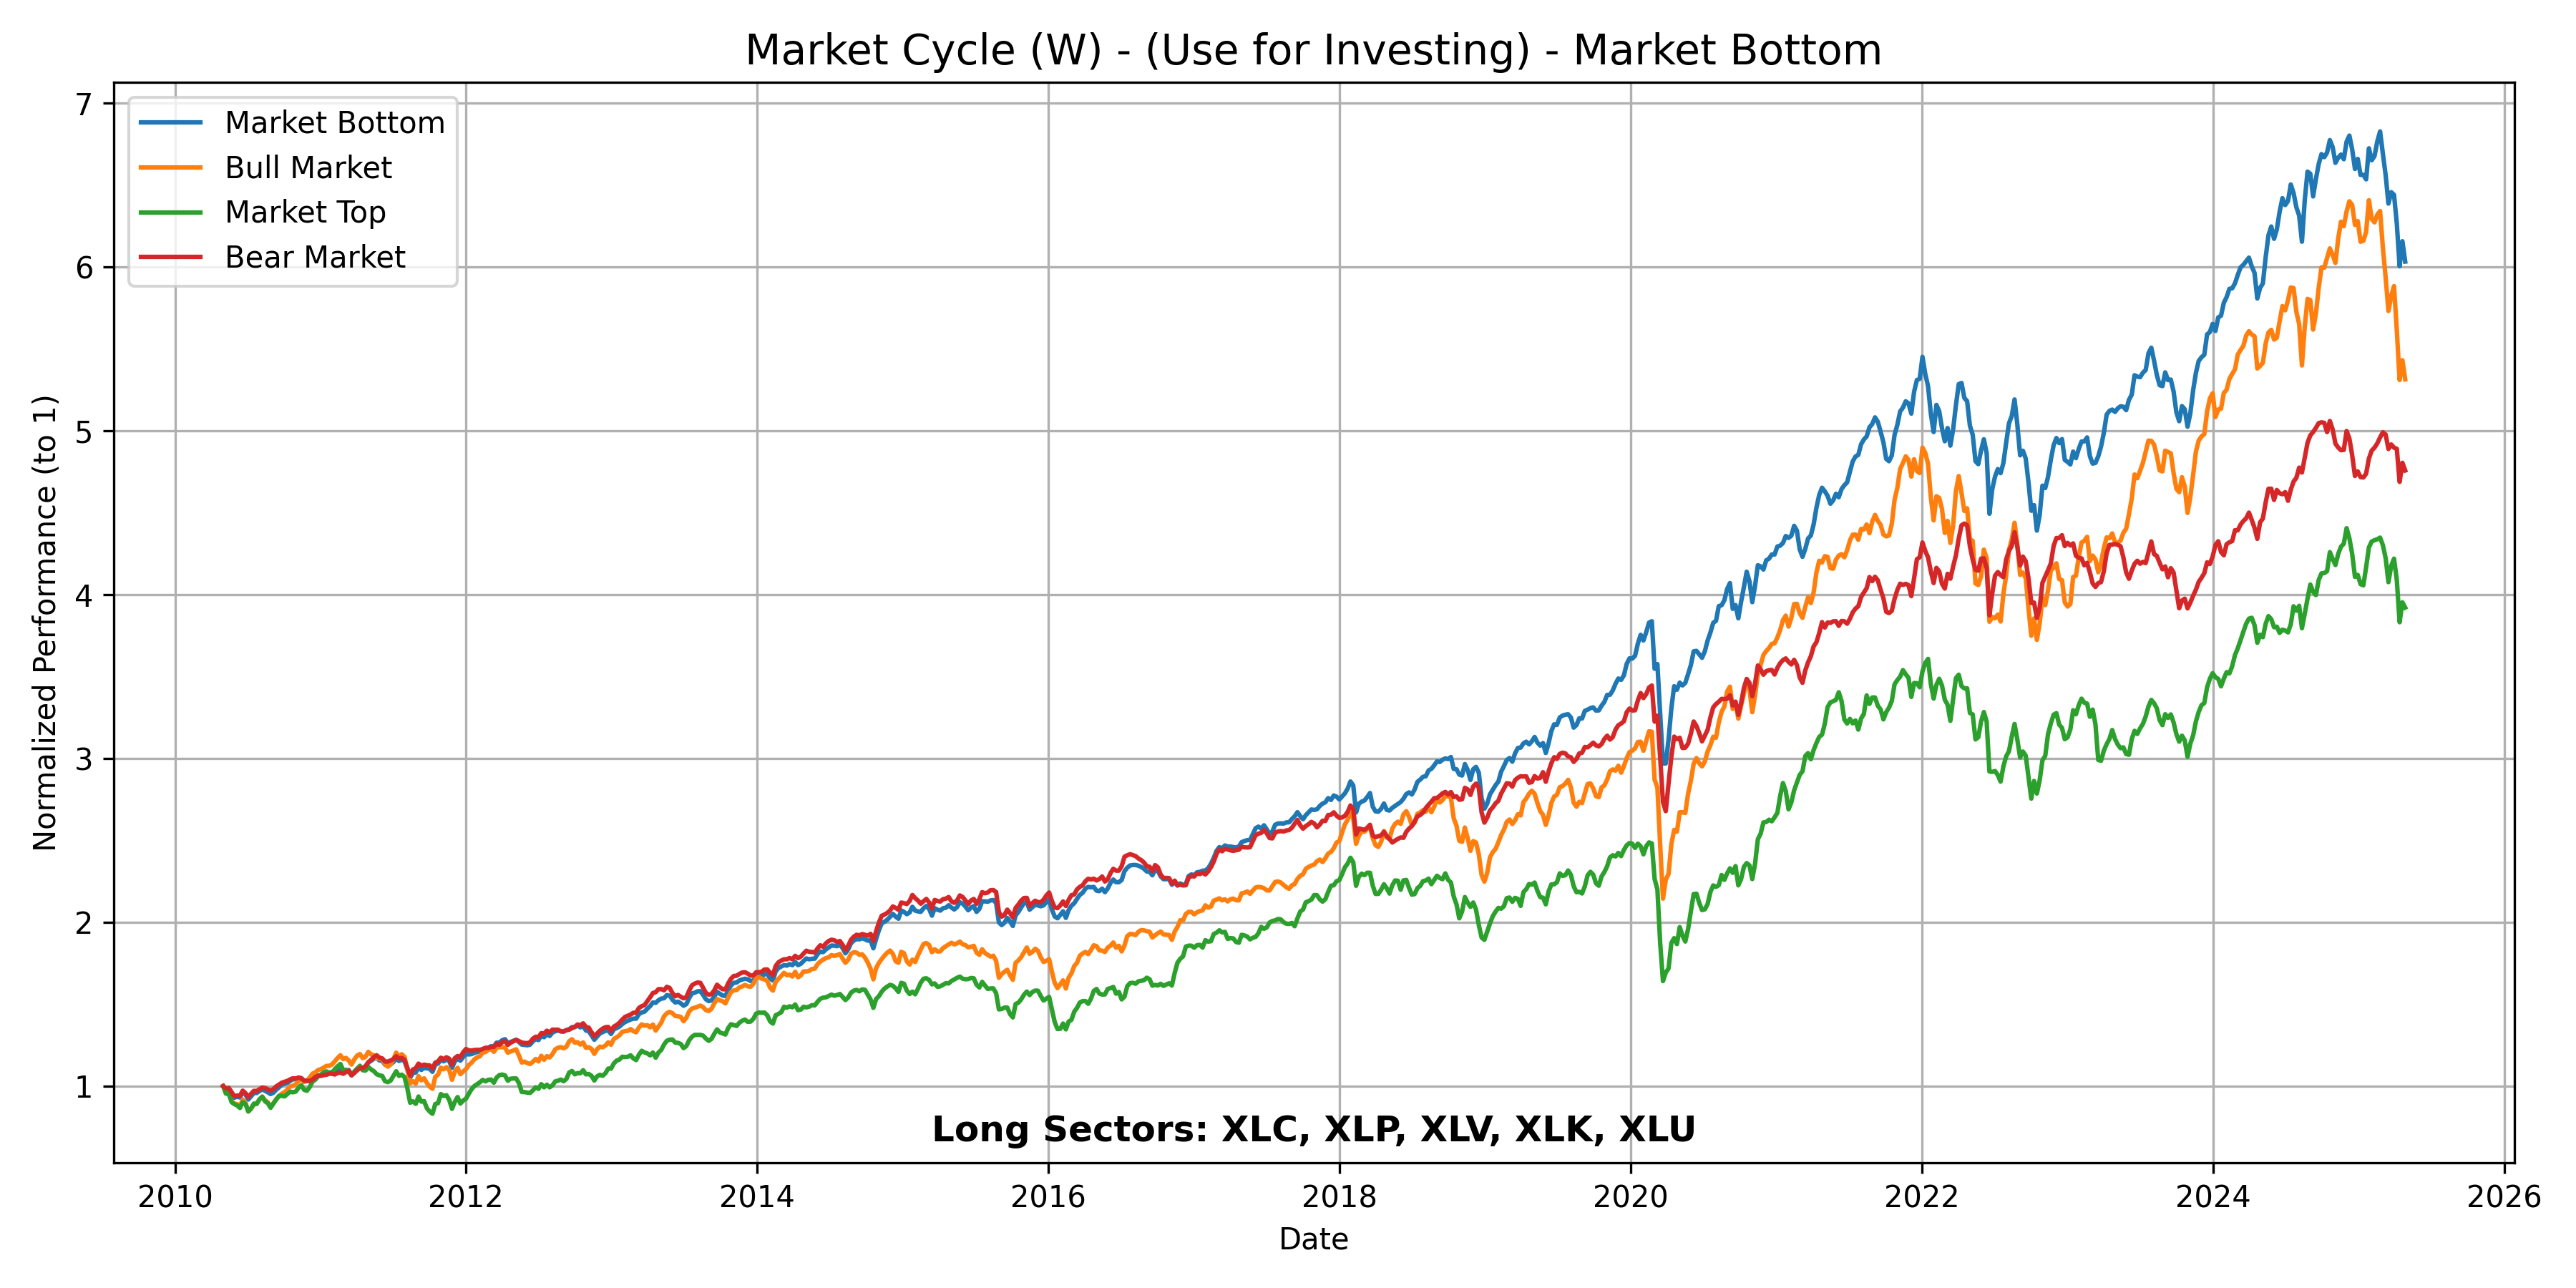 Market Cycle (W) - (Use for Investing) - Market Bottom
Market Bottom
Bull Market
Market Top
Bear Market
Normalized Performance (to 1)
7
6
5
4
3
2
1
Long Sectors: XLC, XLP, XLV, XLK, XLU
2010 2012 2014 2016 2018 2020 2022 2024 2026
Date